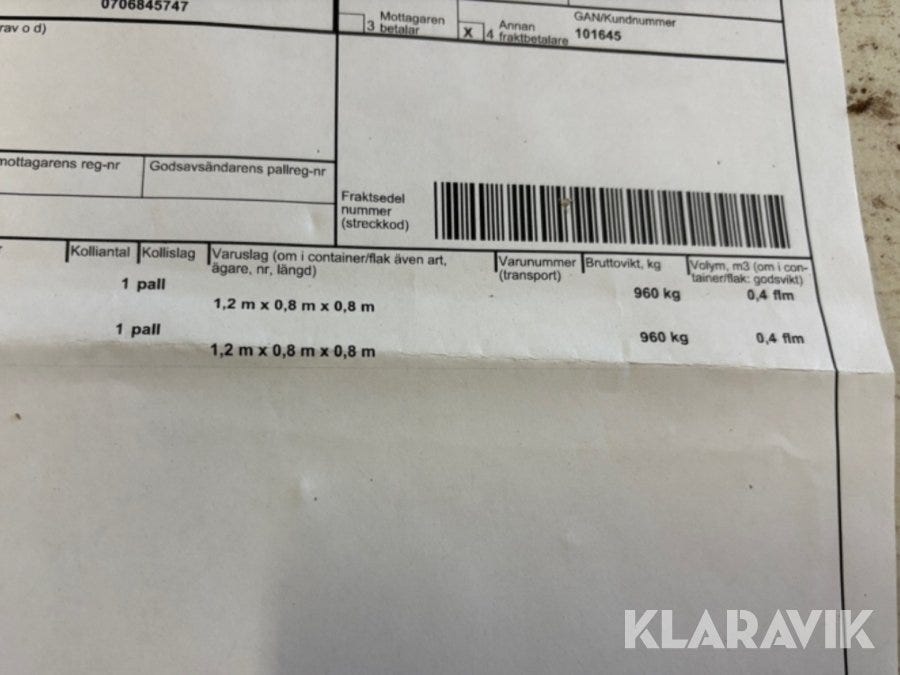 0706845747
rav o d)
3 Mottagaren
betalar
X 4 Annan
fraktbetalare
GAN/Kundnummer
101645
mottagarens reg-nr
Godsavsändarens pallreg-nr
Fraktsedel
nummer
(streckkod)
Kolliantal
Kollislag
Varuslag (om i container/flak även art,
ägare, nr, längd)
Varunummer
(transport)
Bruttovikt, kg
Volym, m3 (om i con-
tainer/flak: godsvikt)
1 pall
960 kg
0,4 flm
1,2 m x 0,8 m x 0,8 m
1 pall
960 kg
0,4 flm
1,2 m x 0,8 m x 0,8 m
KLARAVIK